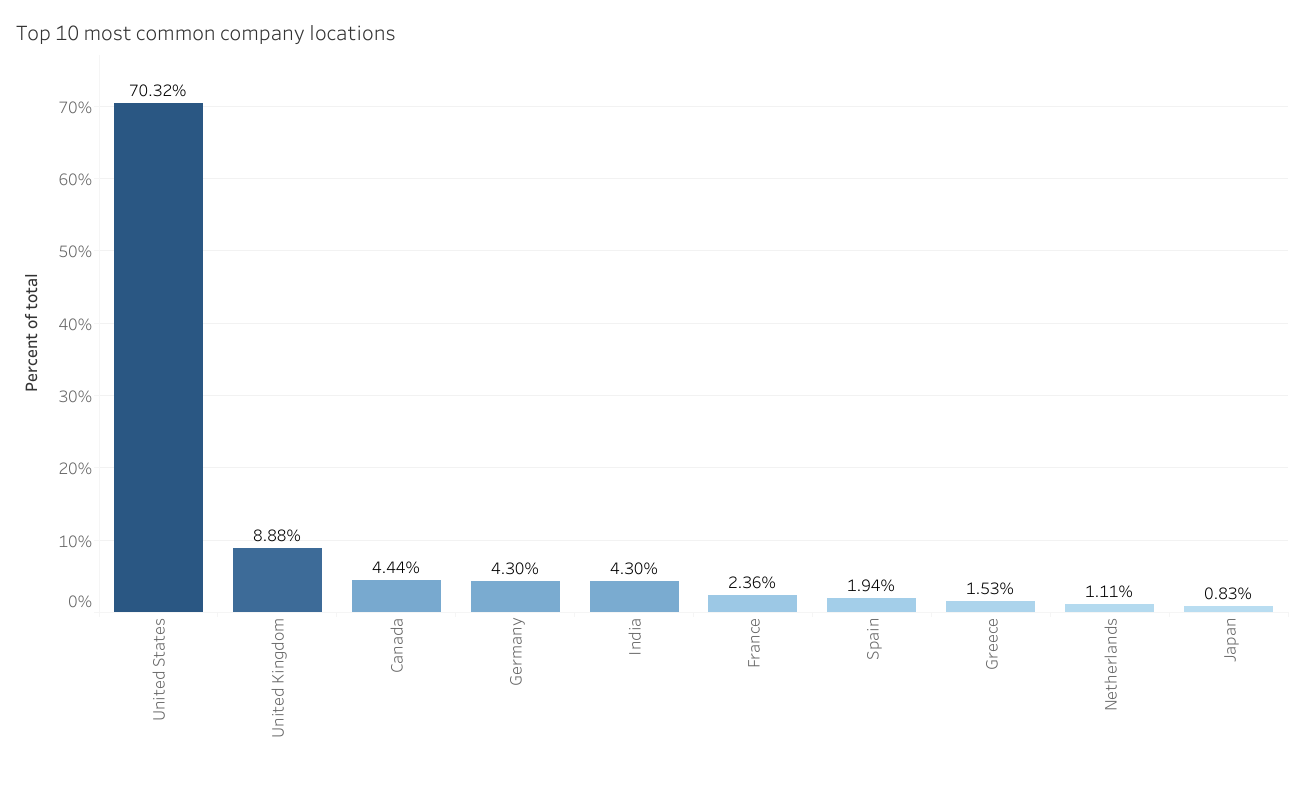 Top 10 most common company locations
Percent of total
70%
60%
50%
40%
30%
20%
10%
0%
70.32%
8.88%
4.44%
4.30%
4.30%
2.36%
1.94%
1.53%
1.11%
0.83%
United States
United Kingdom
Canada
Germany
India
France
Spain
Greece
Netherlands
Japan